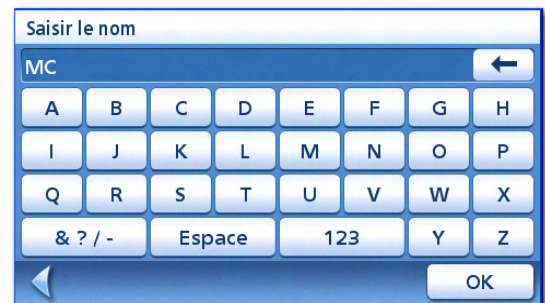 Saisir le nom
MC
A B C D E F G H
I J K L M N O P
Q R S T U V W X
& ? / - Espace 123 Y Z
OK